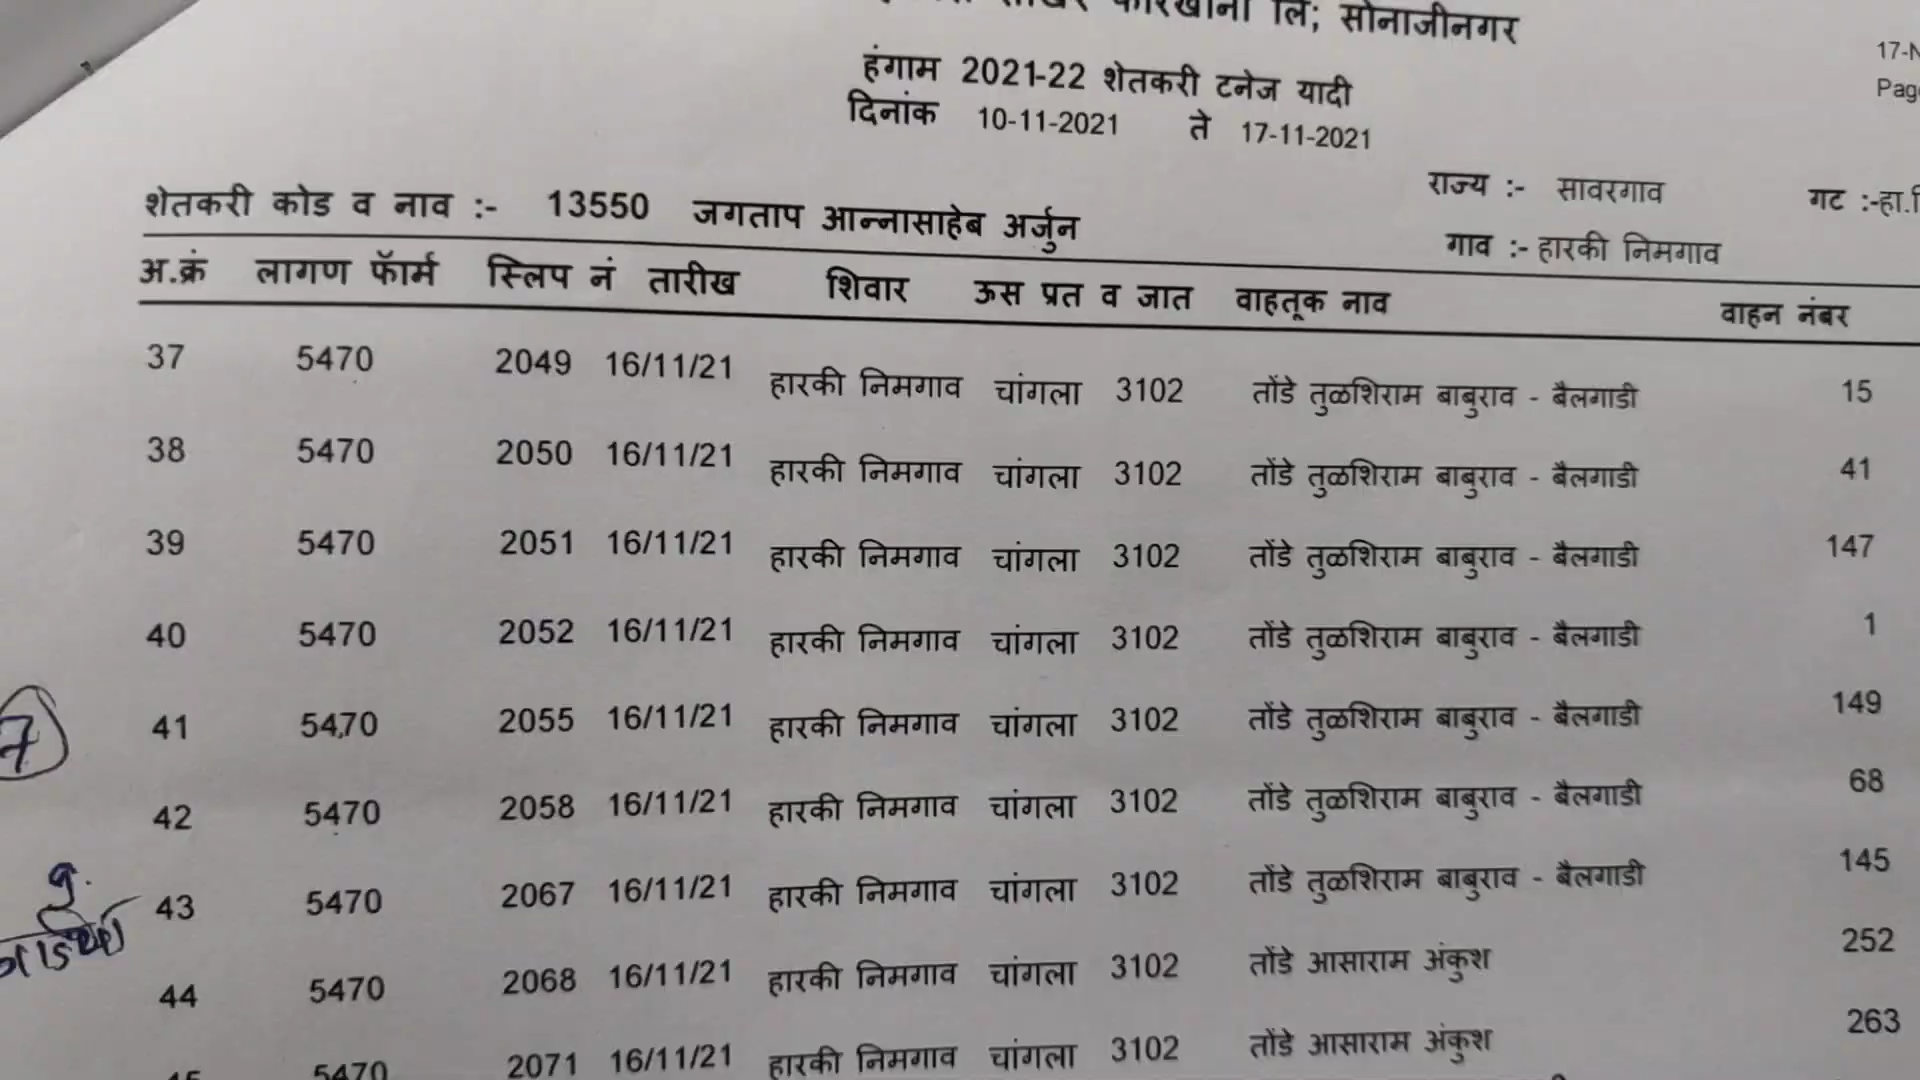 कारखाना लि; सोनाजीनगर
17-N
हंगाम 2021-22 शेतकरी टनेज यादी
Pag
दिनांक 10-11-2021 ते 17-11-2021
राज्य :- सावरगाव गट :-हा.
शेतकरी कोड व नाव :- 13550 जगताप आन्नासाहेब अर्जुन
गाव :- हारकी निमगाव
अ.क्रं लागण फॅार्म स्लिप नं तारीख शिवार ऊस प्रत व जात वाहतूक नाव वाहन नंबर
37 5470 2049 16/11/21 हारकी निमगाव चांगला 3102 तोंडे तुळशिराम बाबुराव - बैलगाडी 15
38 5470 2050 16/11/21 हारकी निमगाव चांगला 3102 तोंडे तुळशिराम बाबुराव - बैलगाडी 41
39 5470 2051 16/11/21 हारकी निमगाव चांगला 3102 तोंडे तुळशिराम बाबुराव - बैलगाडी 147
40 5470 2052 16/11/21 हारकी निमगाव चांगला 3102 तोंडे तुळशिराम बाबुराव - बैलगाडी 1
41 5470 2055 16/11/21 हारकी निमगाव चांगला 3102 तोंडे तुळशिराम बाबुराव - बैलगाडी 149
7
42 5470 2058 16/11/21 हारकी निमगाव चांगला 3102 तोंडे तुळशिराम बाबुराव - बैलगाडी 68
43 5470 2067 16/11/21 हारकी निमगाव चांगला 3102 तोंडे तुळशिराम बाबुराव - बैलगाडी 145
44 5470 2068 16/11/21 हारकी निमगाव चांगला 3102 तोंडे आसाराम अंकुश 252
45 5470 2071 16/11/21 हारकी निमगाव चांगला 3102 तोंडे आसाराम अंकुश 263